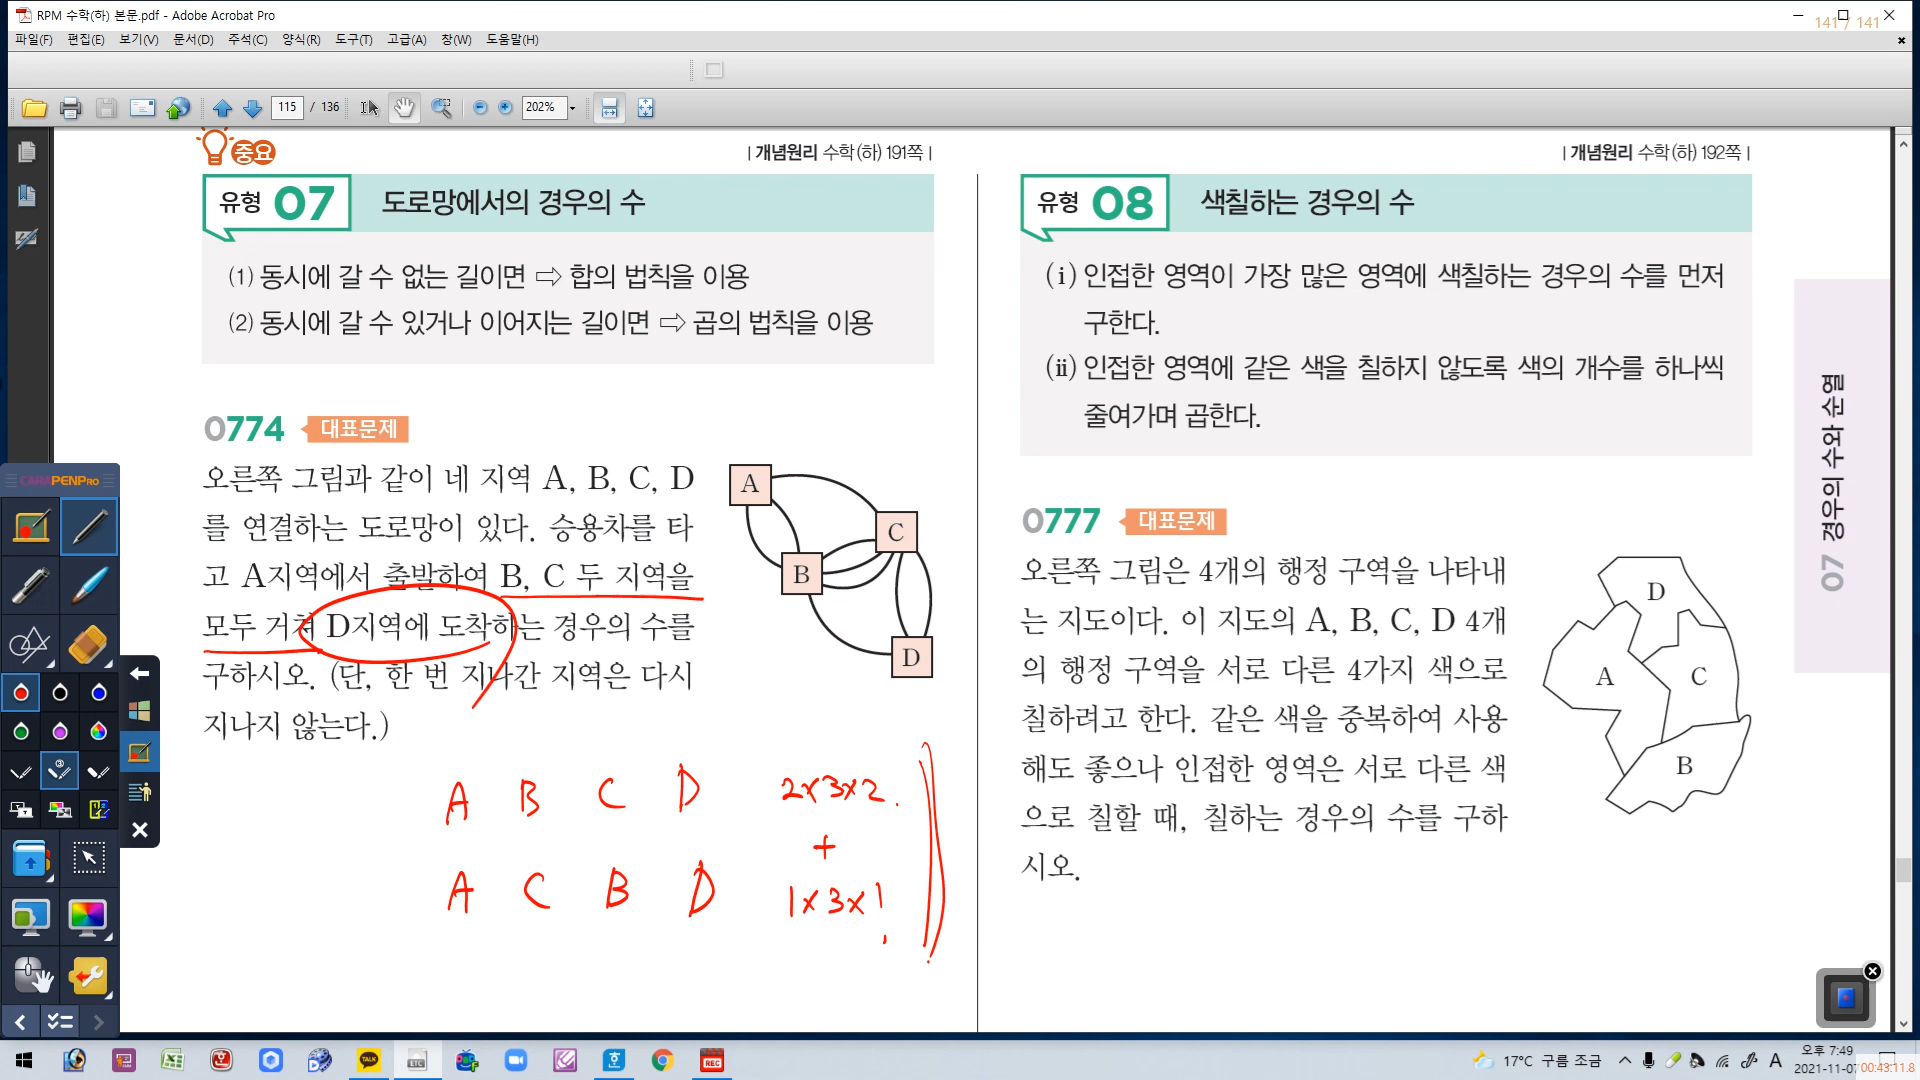 RPM 수학(하) 본문.pdf - Adobe Acrobat Pro
141 / 141
파일(F) 편집(E) 보기(V) 문서(D) 주석(C) 양식(R) 도구(T) 고급(A) 창(W) 도움말(H)
115 / 136 202%
중요
| 개념원리 수학(하) 191쪽 |
유형 07 도로망에서의 경우의 수
(1) 동시에 갈 수 없는 길이면 ⇨ 합의 법칙을 이용
(2) 동시에 갈 수 있거나 이어지는 길이면 ⇨ 곱의 법칙을 이용
0774 대표문제
오른쪽 그림과 같이 네 지역 A, B, C, D
를 연결하는 도로망이 있다. 승용차를 타
고 A지역에서 출발하여 B, C 두 지역을
모두 거쳐 D지역에 도착하는 경우의 수를
구하시오. (단, 한 번 지나간 지역은 다시
지나지 않는다.)
A
C
B
D
A B C D 2×3×2
+
A C B D 1×3×1
| 개념원리 수학(하) 192쪽 |
유형 08 색칠하는 경우의 수
(ⅰ) 인접한 영역이 가장 많은 영역에 색칠하는 경우의 수를 먼저
구한다.
(ⅱ) 인접한 영역에 같은 색을 칠하지 않도록 색의 개수를 하나씩
줄여가며 곱한다.
0777 대표문제
오른쪽 그림은 4개의 행정 구역을 나타내
는 지도이다. 이 지도의 A, B, C, D 4개
의 행정 구역을 서로 다른 4가지 색으로
칠하려고 한다. 같은 색을 중복하여 사용
해도 좋으나 인접한 영역은 서로 다른 색
으로 칠할 때, 칠하는 경우의 수를 구하
시오.
D
A
C
B
07 경우의 수와 순열
CARAPENPRO
TALK
ETC
REC
17°C 구름 조금
A
오후 7:49
2021-11-07
00:43:11.8